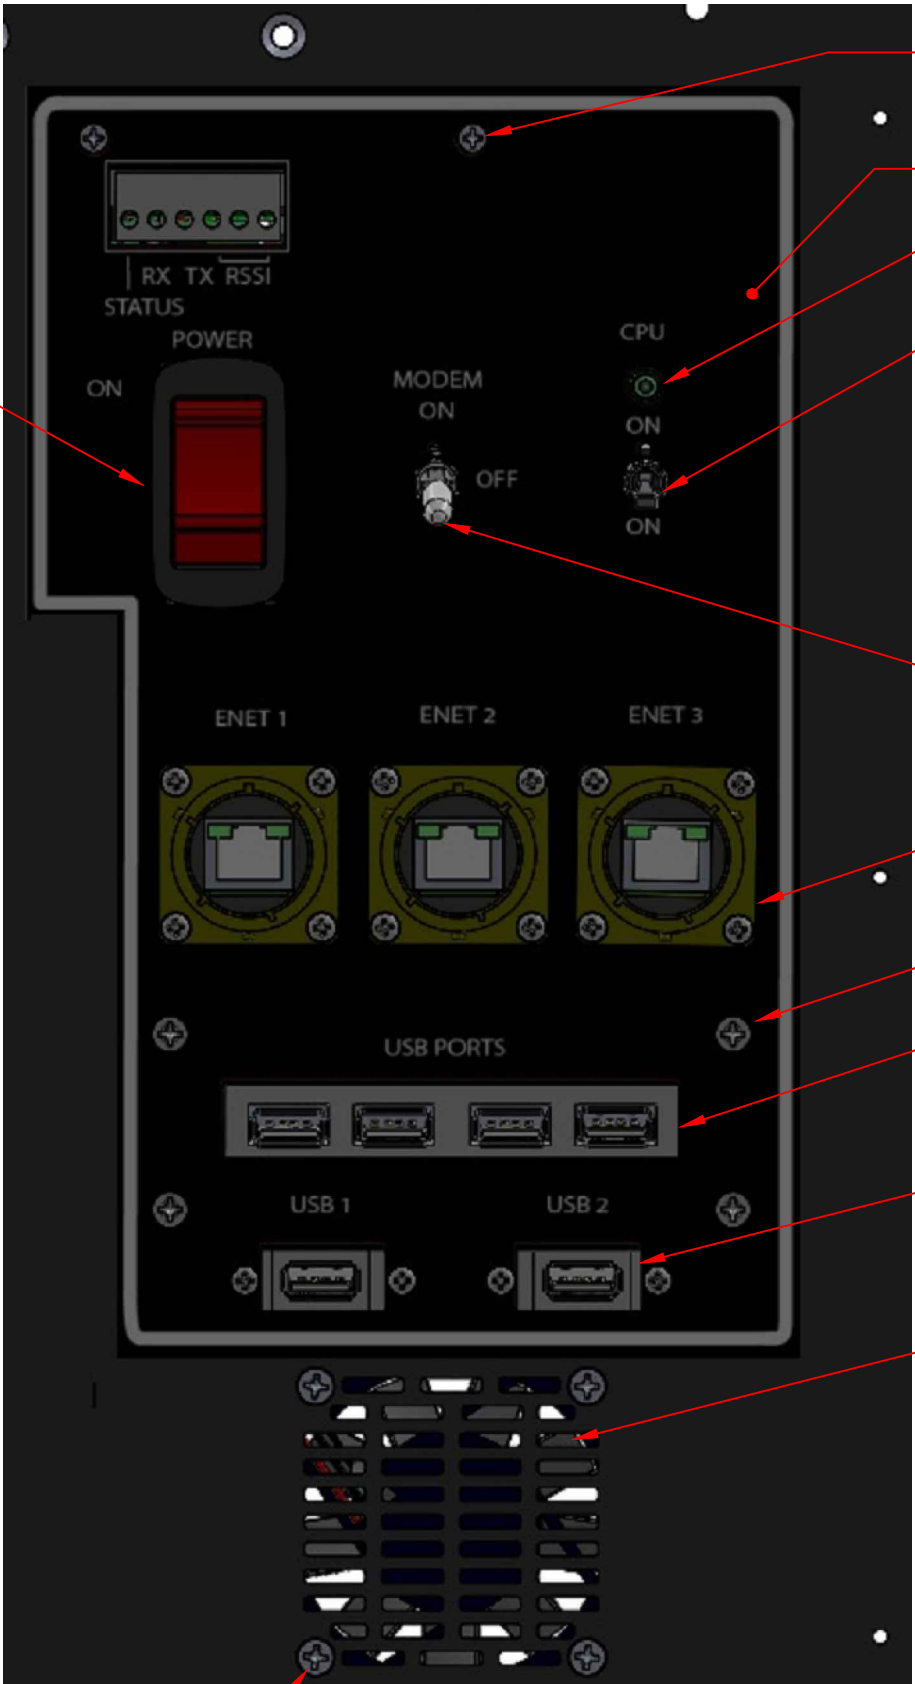 RX TX RSSI
STATUS
POWER
ON
MODEM
ON
OFF
CPU
ON
ON
ENET 1
ENET 2
ENET 3
USB PORTS
USB 1
USB 2